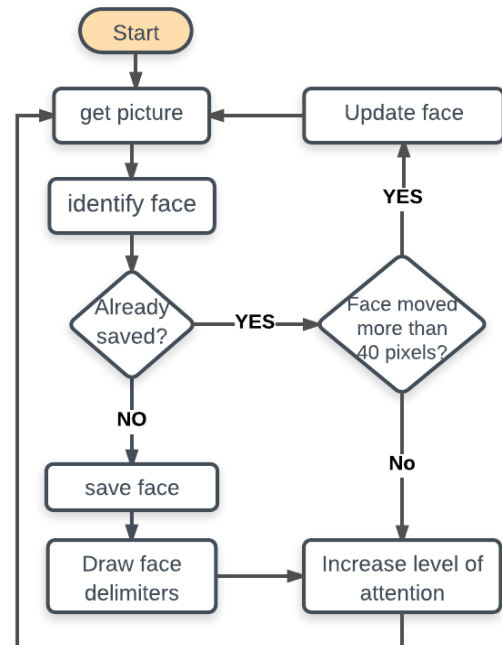 Start
get picture
Update face
identify face
YES
Already
saved?
YES
Face moved
more than
40 pixels?
NO
No
save face
Draw face
delimiters
Increase level of
attention